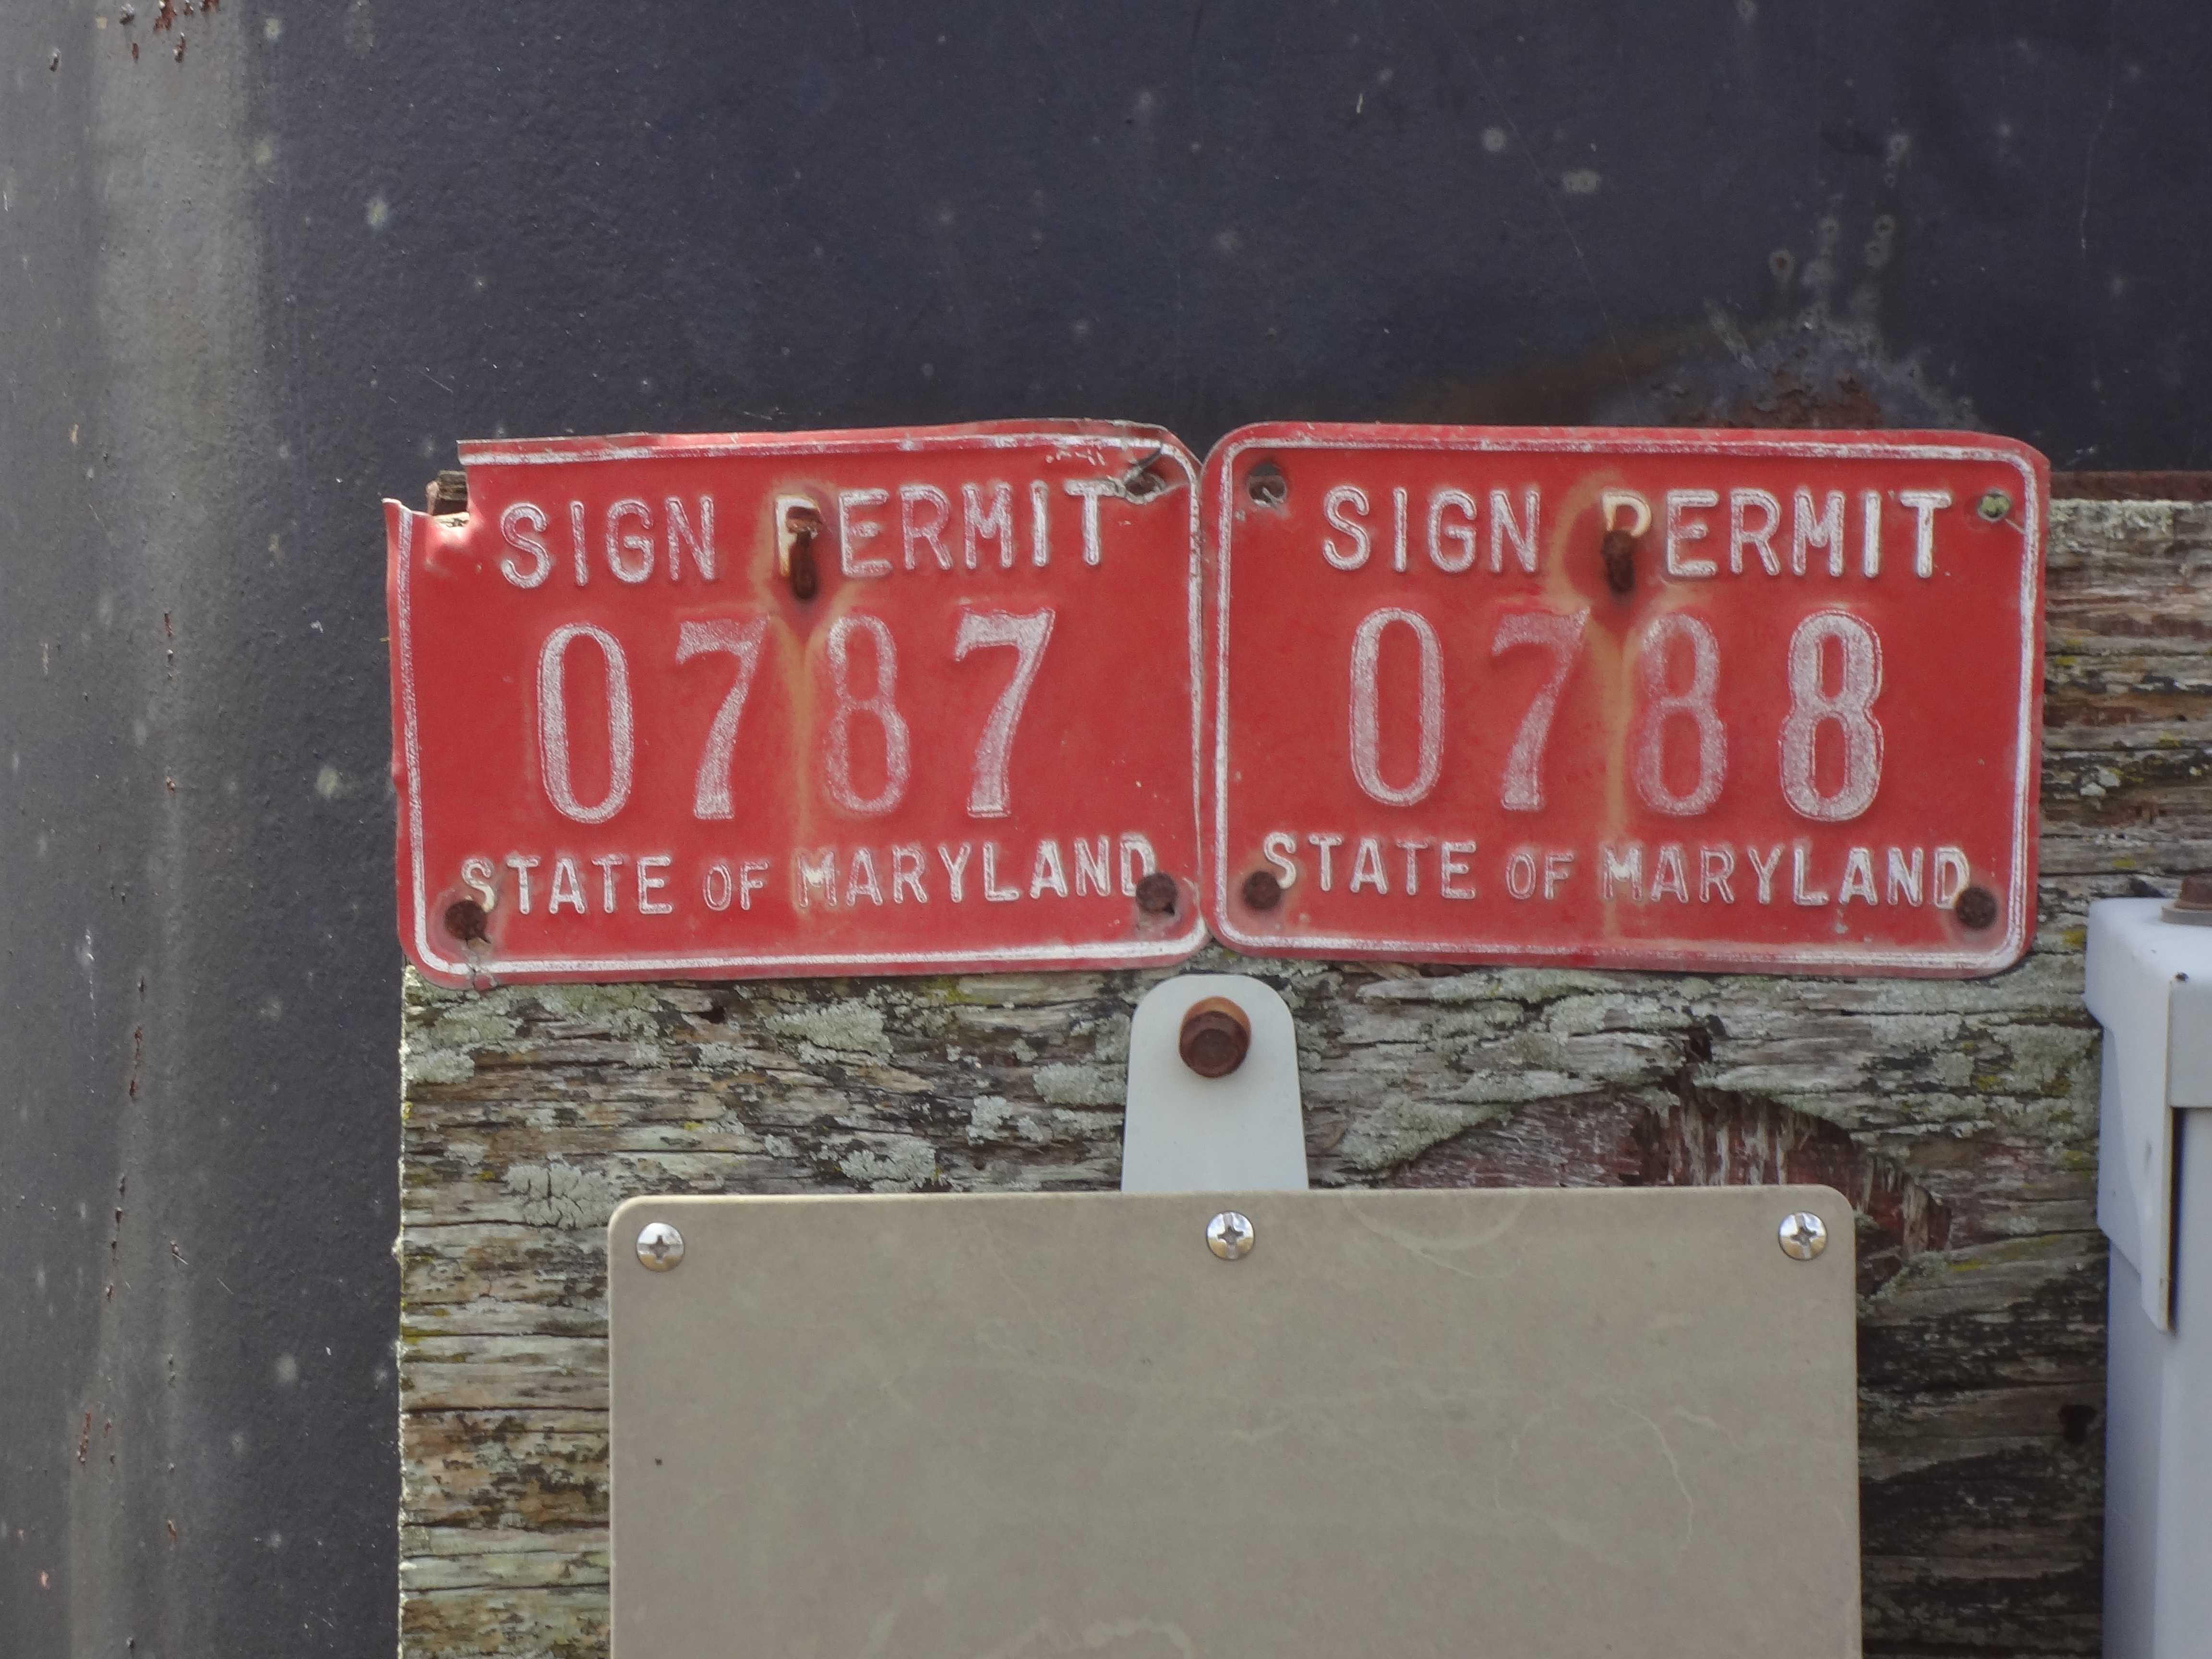 SIGN PERMIT
0787
STATE OF MARYLAND
SIGN PERMIT
0788
STATE OF MARYLAND